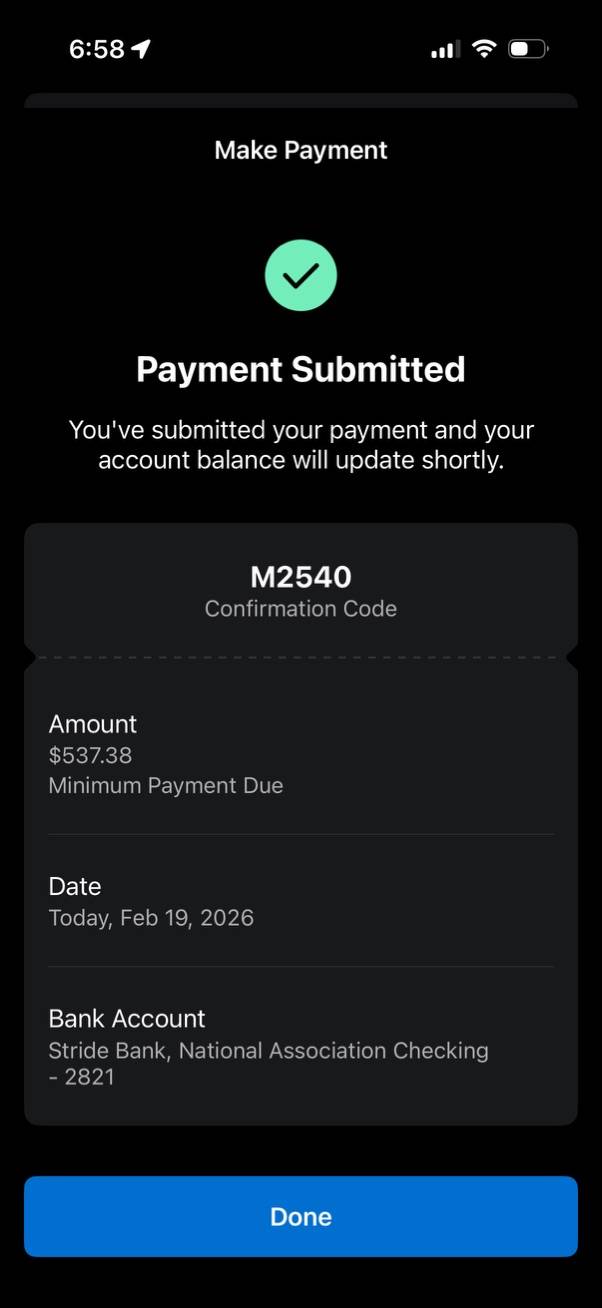 6:58
Make Payment
Payment Submitted
You've submitted your payment and your
account balance will update shortly.
M2540
Confirmation Code
Amount
$537.38
Minimum Payment Due
Date
Today, Feb 19, 2026
Bank Account
Stride Bank, National Association Checking
- 2821
Done